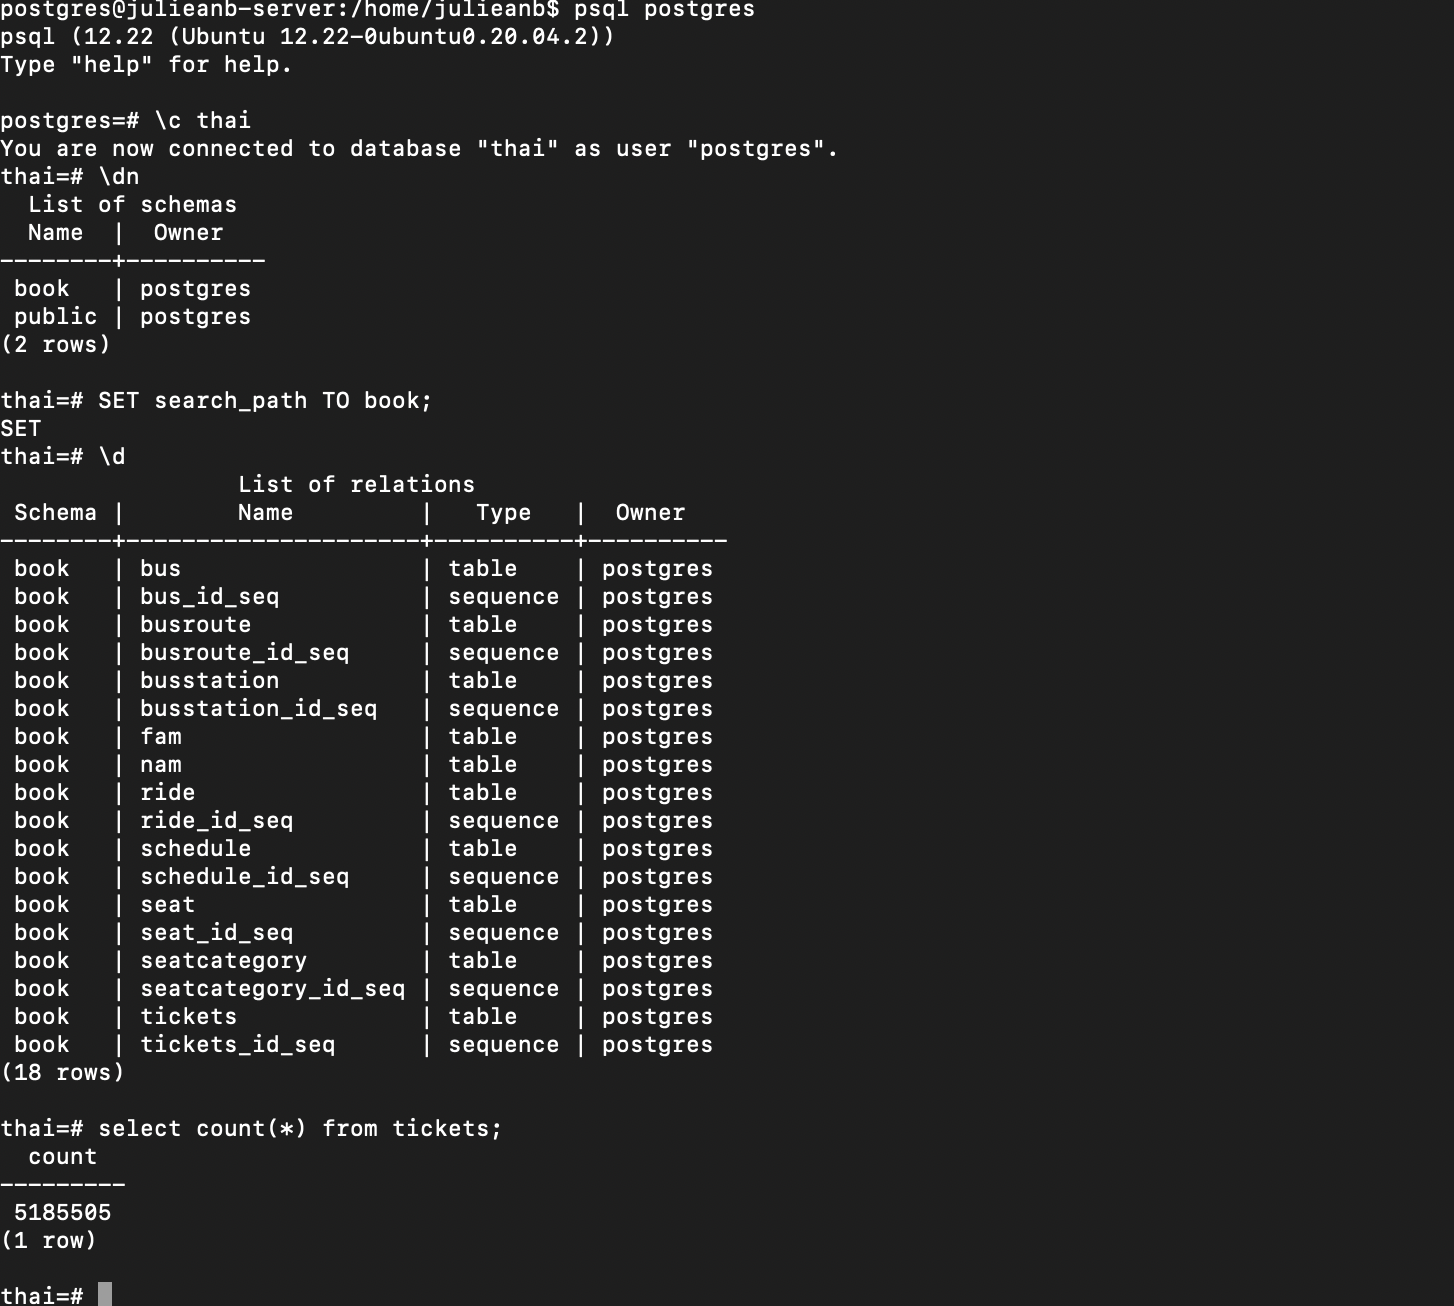 postgres@julieanb-server:/home/julieanb$ psql postgres
psql (12.22 (Ubuntu 12.22-0ubuntu0.20.04.2))
Type "help" for help.

postgres=# \c thai
You are now connected to database "thai" as user "postgres".
thai=# \dn
  List of schemas
  Name  |  Owner
--------+----------
 book   | postgres
 public | postgres
(2 rows)

thai=# SET search_path TO book;
SET
thai=# \d
                 List of relations
 Schema |        Name         |   Type   |  Owner
--------+---------------------+----------+----------
 book   | bus                 | table    | postgres
 book   | bus_id_seq          | sequence | postgres
 book   | busroute            | table    | postgres
 book   | busroute_id_seq     | sequence | postgres
 book   | busstation          | table    | postgres
 book   | busstation_id_seq   | sequence | postgres
 book   | fam                 | table    | postgres
 book   | nam                 | table    | postgres
 book   | ride                | table    | postgres
 book   | ride_id_seq         | sequence | postgres
 book   | schedule            | table    | postgres
 book   | schedule_id_seq     | sequence | postgres
 book   | seat                | table    | postgres
 book   | seat_id_seq         | sequence | postgres
 book   | seatcategory        | table    | postgres
 book   | seatcategory_id_seq | sequence | postgres
 book   | tickets             | table    | postgres
 book   | tickets_id_seq      | sequence | postgres
(18 rows)

thai=# select count(*) from tickets;
  count
---------
 5185505
(1 row)

thai=#